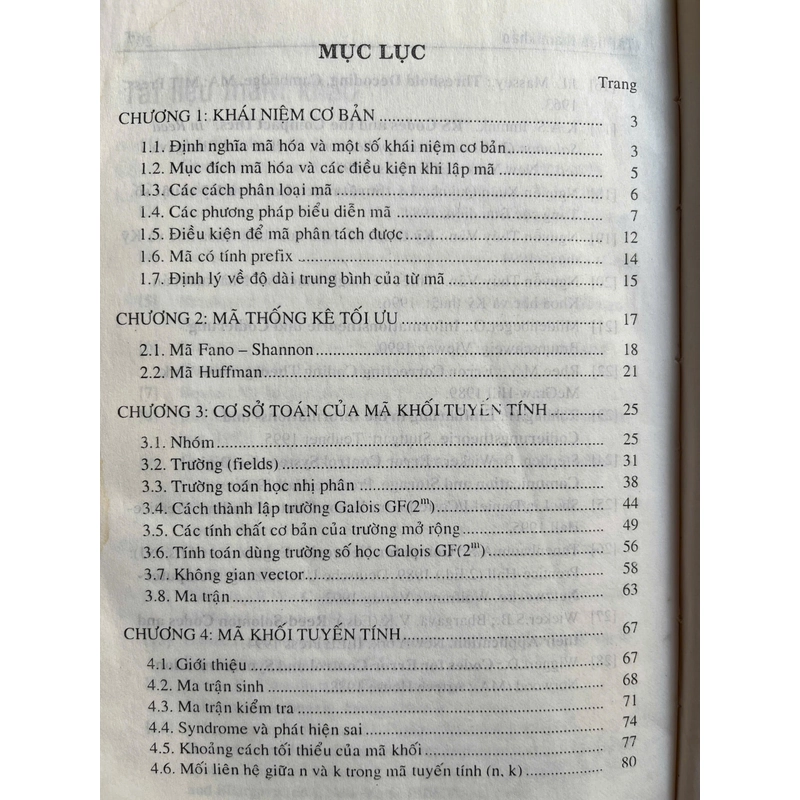 MỤC LỤC
Trang
CHƯƠNG 1: KHÁI NIỆM CƠ BẢN ........ 3
1.1. Định nghĩa mã hóa và một số khái niệm cơ bản ........ 3
1.2. Mục đích mã hóa và các điều kiện khi lập mã ........ 5
1.3. Các cách phân loại mã ........ 6
1.4. Các phương pháp biểu diễn mã ........ 7
1.5. Điều kiện để mã phân tách được ........ 12
1.6. Mã có tính prefix ........ 14
1.7. Định lý về độ dài trung bình của từ mã ........ 15
CHƯƠNG 2: MÃ THỐNG KÊ TỐI ƯU ........ 17
2.1. Mã Fano – Shannon ........ 18
2.2. Mã Huffman ........ 21
CHƯƠNG 3: CƠ SỞ TOÁN CỦA MÃ KHỐI TUYẾN TÍNH ........ 25
3.1. Nhóm ........ 25
3.2. Trường (fields) ........ 31
3.3. Trường toán học nhị phân ........ 38
3.4. Cách thành lập trường Galois GF(2^m) ........ 44
3.5. Các tính chất cơ bản của trường mở rộng ........ 49
3.6. Tính toán dùng trường số học Galois GF(2^m) ........ 56
3.7. Không gian vector ........ 58
3.8. Ma trận ........ 63
CHƯƠNG 4: MÃ KHỐI TUYẾN TÍNH ........ 67
4.1. Giới thiệu ........ 67
4.2. Ma trận sinh ........ 68
4.3. Ma trận kiểm tra ........ 71
4.4. Syndrome và phát hiện sai ........ 74
4.5. Khoảng cách tối thiểu của mã khối ........ 77
4.6. Mối liên hệ giữa n và k trong mã tuyến tính (n, k) ........ 80